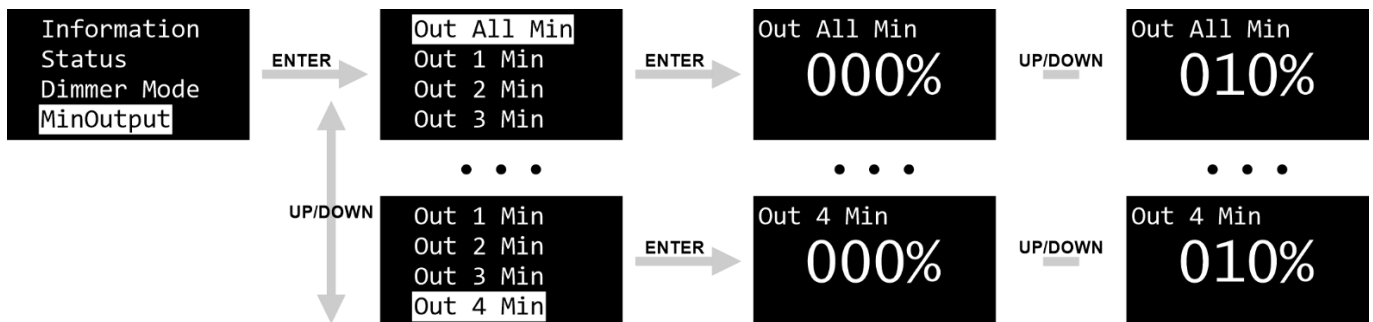 Information
Status
Dimmer Mode
MinOutput
ENTER
Out All Min
Out 1 Min
Out 2 Min
Out 3 Min
ENTER
Out All Min
000%
UP/DOWN
Out All Min
010%
• • •
• • •
• • •
UP/DOWN
Out 1 Min
Out 2 Min
Out 3 Min
Out 4 Min
ENTER
Out 4 Min
000%
UP/DOWN
Out 4 Min
010%